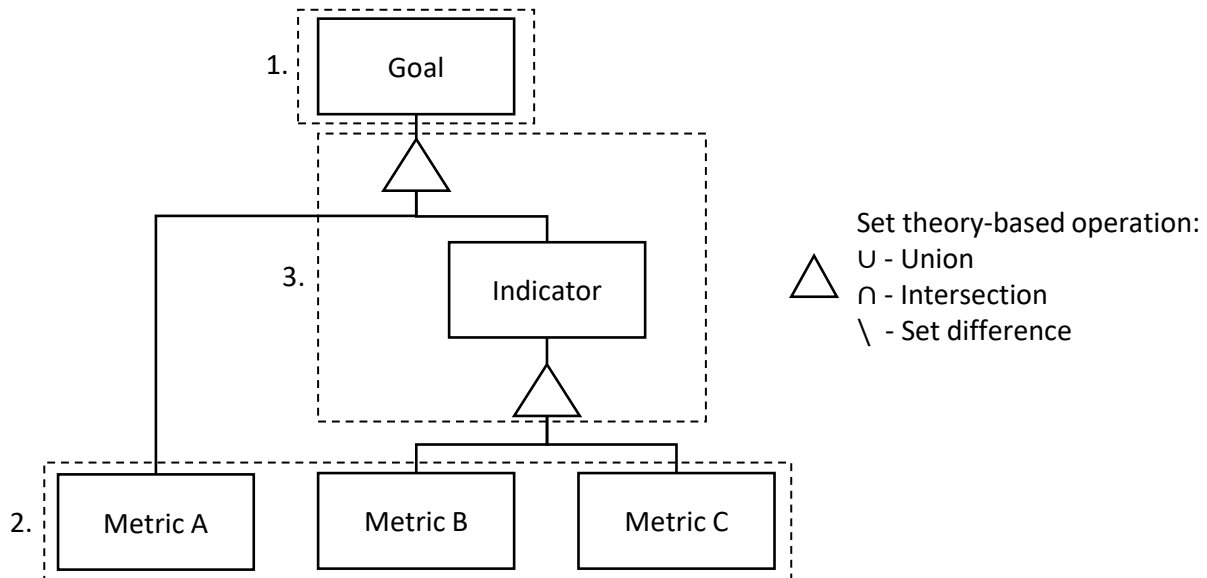 1.
Goal
3.
Indicator
Set theory-based operation:
∪ - Union
∩ - Intersection
\ - Set difference
2.
Metric A
Metric B
Metric C